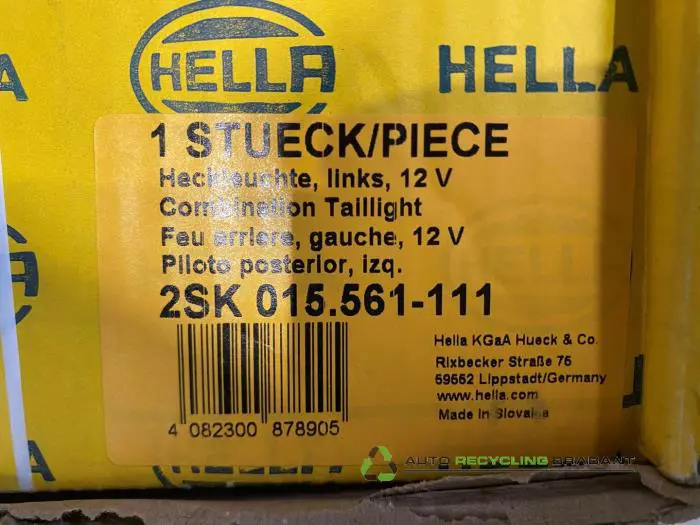 HELLA
HELLA
1 STUECK/PIECE
Heckleuchte, links, 12 V
Combination Taillight
Feu arriere, gauche, 12 V
Piloto posterior, izq.
2SK 015.561-111
Hella KGaA Hueck & Co.
Rixbecker Straße 75
59552 Lippstadt/Germany
www.hella.com
Made in Slovakia
4 082300 878905
AUTO RECYCLING BRABANT
HELLA